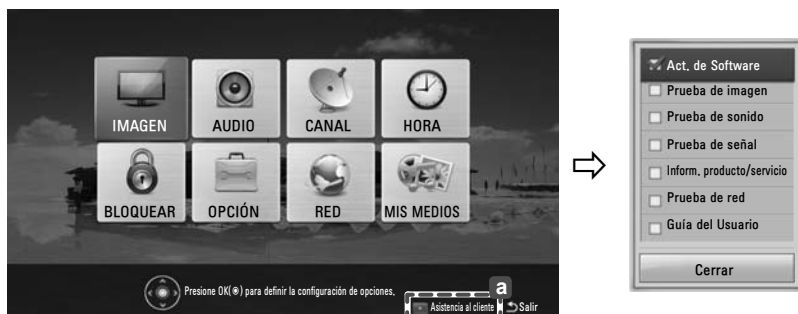 IMAGEN
AUDIO
CANAL
HORA
BLOQUEAR
OPCIÓN
RED
MIS MEDIOS
Presione OK(◉) para definir la configuración de opciones.
a
Asistencia al cliente
Salir
Act. de Software
Prueba de imagen
Prueba de sonido
Prueba de señal
Inform. producto/servicio
Prueba de red
Guía del Usuario
Cerrar